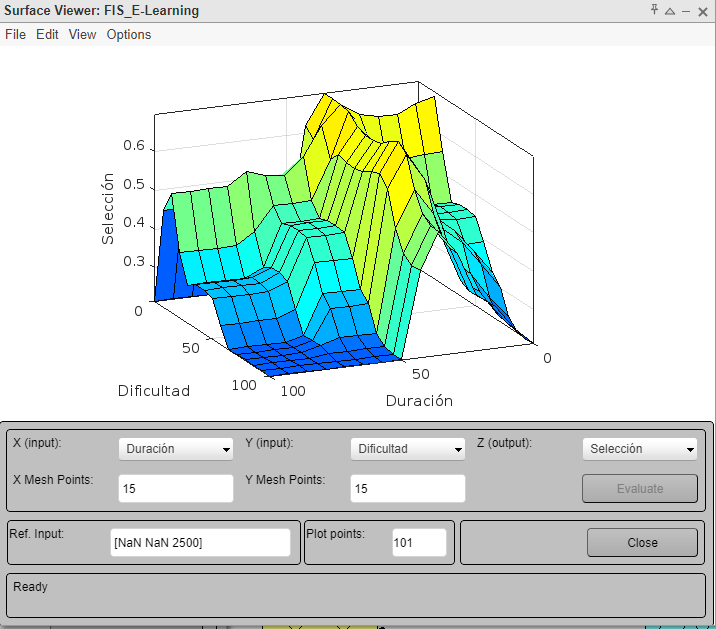 Surface Viewer: FIS_E-Learning
File Edit View Options
0.6
0.5
0.4
0.3
Selección
0
50
100
Dificultad
100
50
0
Duración
X (input): Duración Y (input): Dificultad Z (output): Selección
X Mesh Points: 15 Y Mesh Points: 15 Evaluate
Ref. Input: [NaN NaN 2500] Plot points: 101 Close
Ready